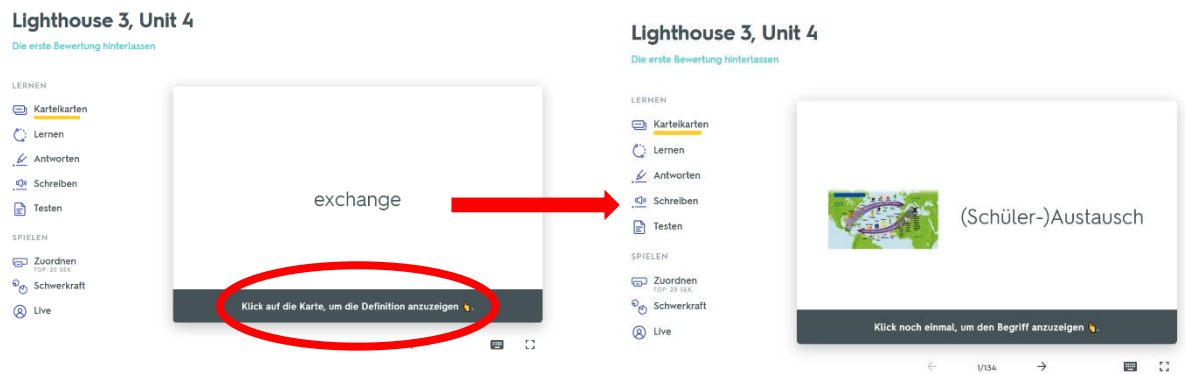 Lighthouse 3, Unit 4
Die erste Bewertung hinterlassen
LERNEN
Karteikarten
Lernen
Antworten
Schreiben
Testen
SPIELEN
Zuordnen
TOP: 20 SEK.
Schwerkraft
Live
exchange
Klick auf die Karte, um die Definition anzuzeigen 👆.
Lighthouse 3, Unit 4
Die erste Bewertung hinterlassen
LERNEN
Karteikarten
Lernen
Antworten
Schreiben
Testen
SPIELEN
Zuordnen
TOP: 20 SEK.
Schwerkraft
Live
(Schüler-)Austausch
Klick noch einmal, um den Begriff anzuzeigen 👆.
1/134